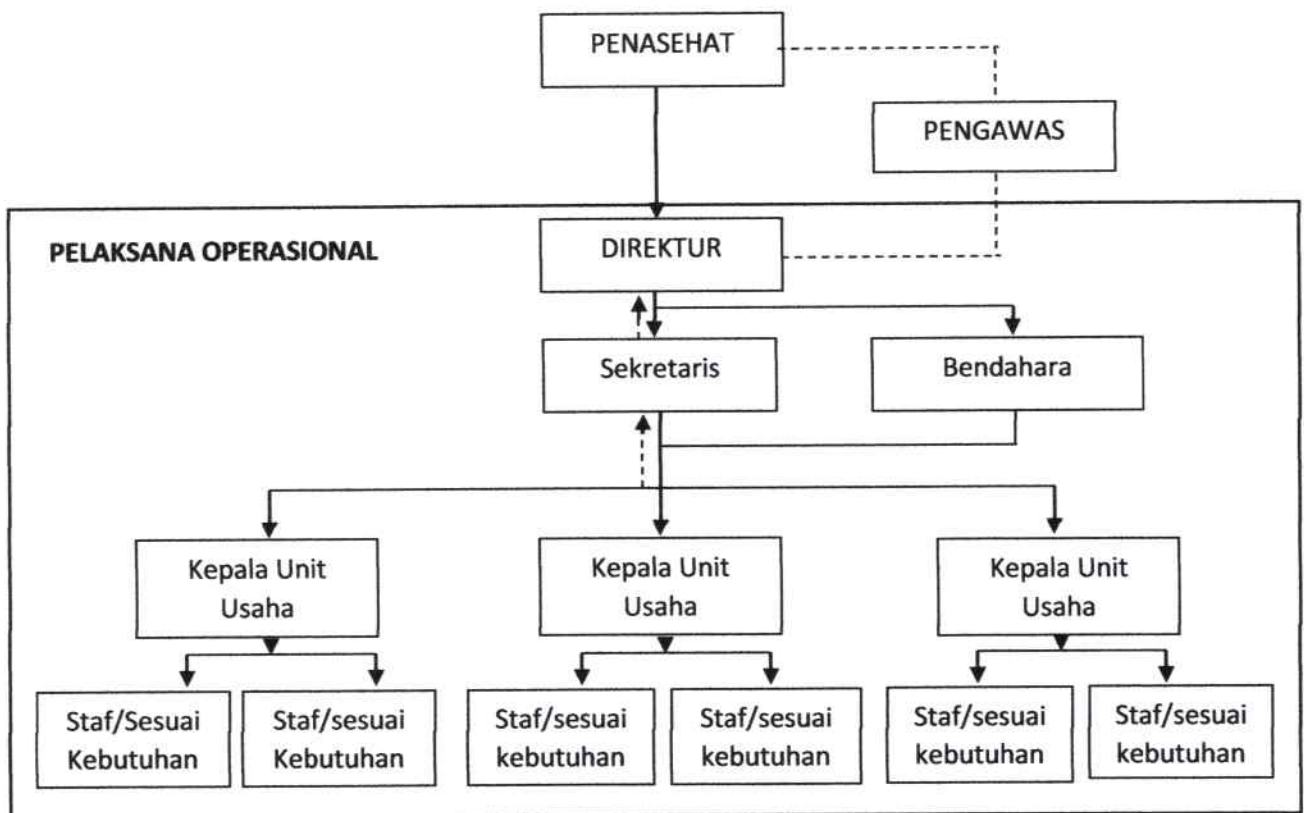 PENASEHAT
PENGAWAS
PELAKSANA OPERASIONAL
DIREKTUR
Sekretaris
Bendahara
Kepala Unit
Usaha
Kepala Unit
Usaha
Kepala Unit
Usaha
Staf/Sesuai
Kebutuhan
Staf/sesuai
Kebutuhan
Staf/sesuai
kebutuhan
Staf/sesuai
kebutuhan
Staf/sesuai
kebutuhan
Staf/sesuai
kebutuhan